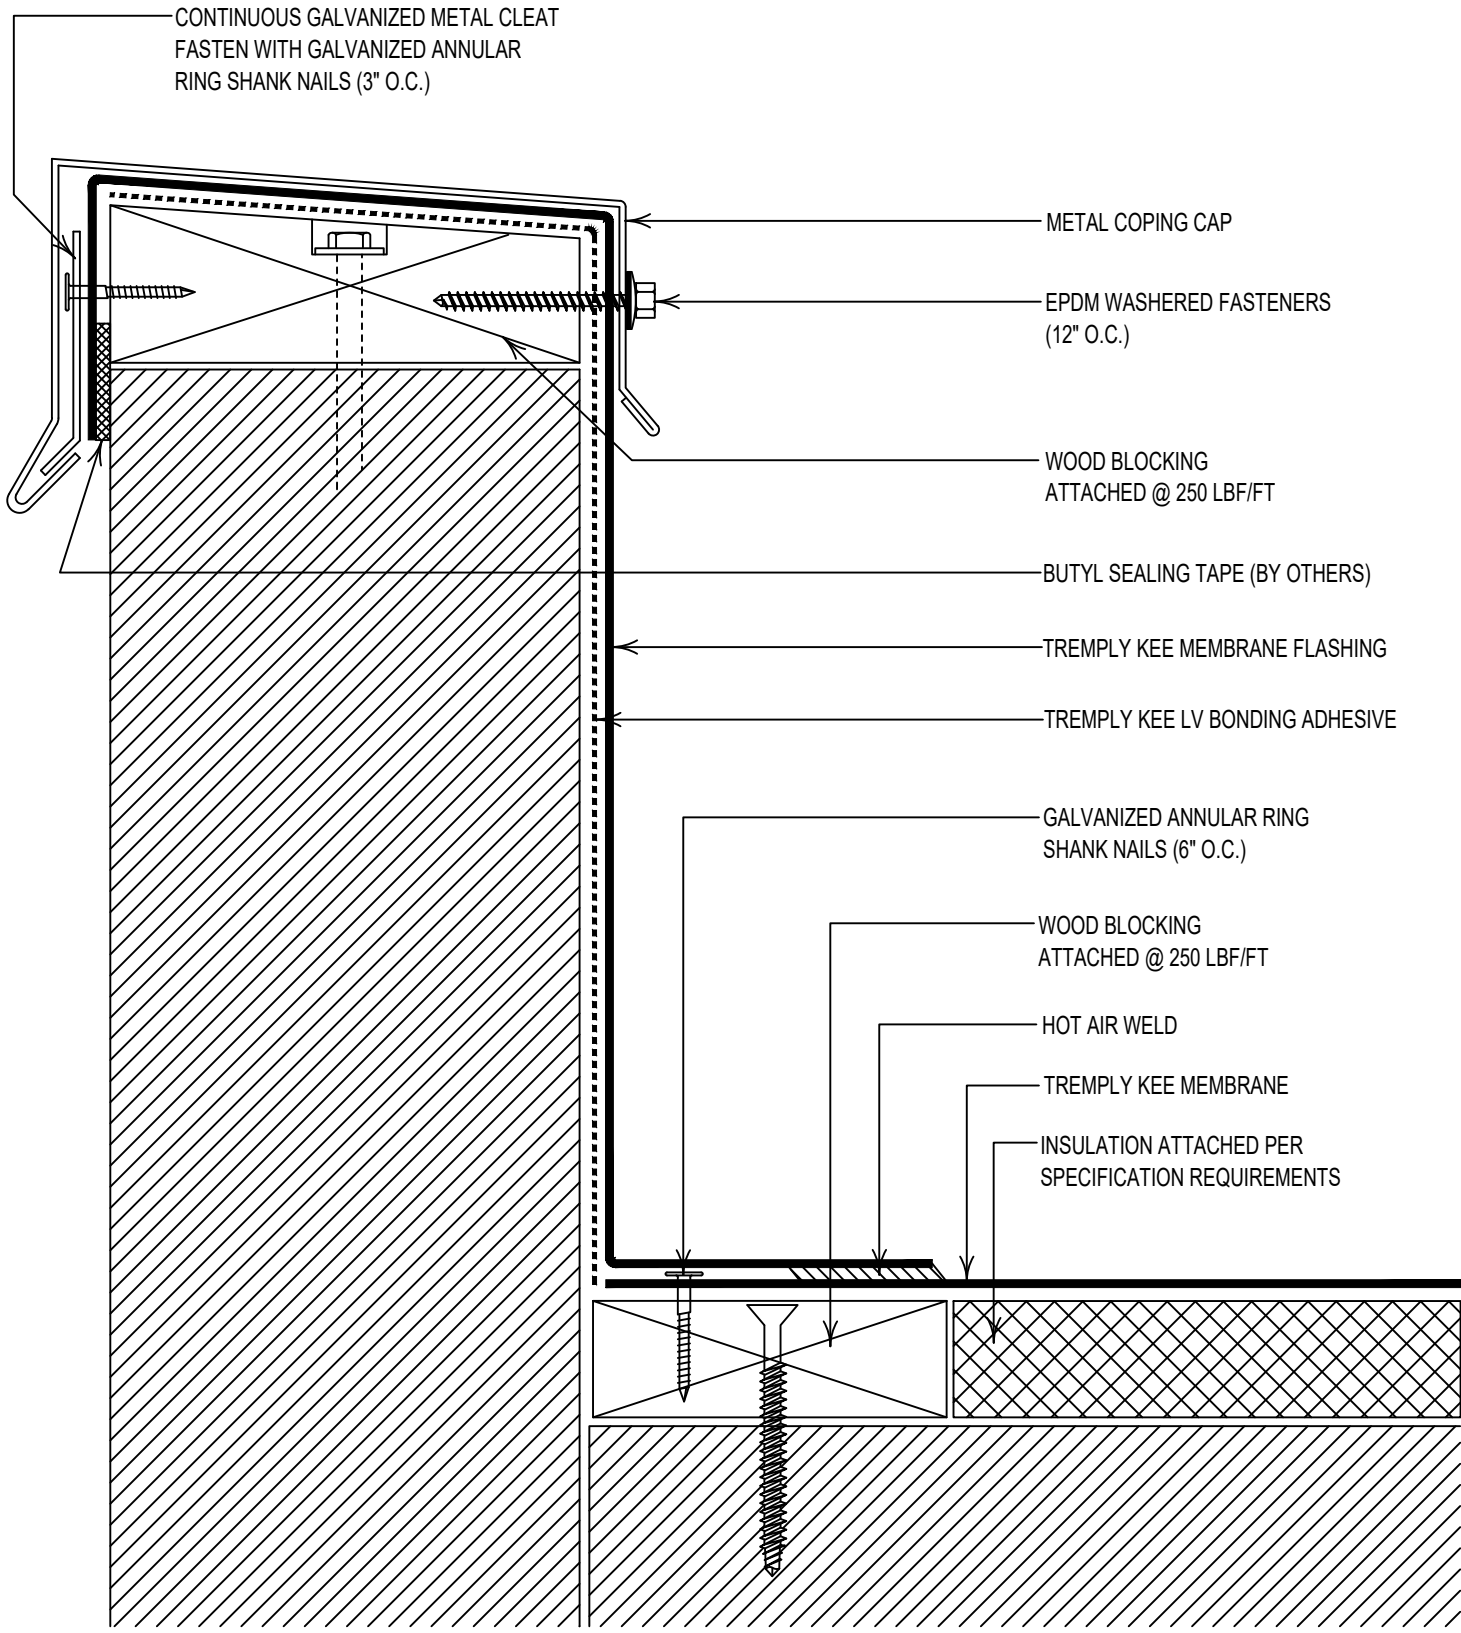 CONTINUOUS GALVANIZED METAL CLEAT
FASTEN WITH GALVANIZED ANNULAR
RING SHANK NAILS (3" O.C.)
METAL COPING CAP
EPDM WASHERED FASTENERS
(12" O.C.)
WOOD BLOCKING
ATTACHED @ 250 LBF/FT
BUTYL SEALING TAPE (BY OTHERS)
TREMPLY KEE MEMBRANE FLASHING
TREMPLY KEE LV BONDING ADHESIVE
GALVANIZED ANNULAR RING
SHANK NAILS (6" O.C.)
WOOD BLOCKING
ATTACHED @ 250 LBF/FT
HOT AIR WELD
TREMPLY KEE MEMBRANE
INSULATION ATTACHED PER
SPECIFICATION REQUIREMENTS